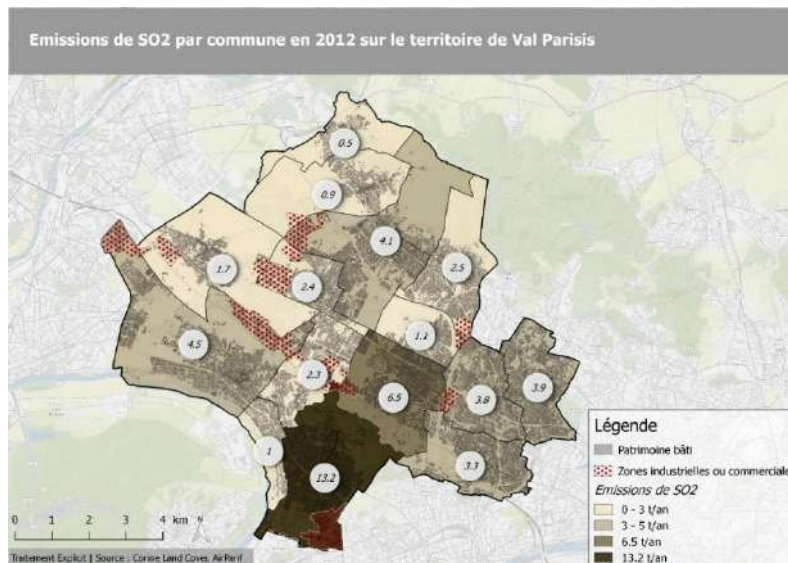 Emissions de SO2 par commune en 2012 sur le territoire de Val Parisis
0.5
0.9
4.1
2.5
1.7
2.4
1.1
4.5
2.3
6.5
3.8
3.9
3.3
1
13.2
Légende
Patrimoine bâti
Zones industrielles ou commerciale
Emissions de SO2
0 - 3 t/an
3 - 5 t/an
6.5 t/an
13.2 t/an
0 1 2 3 4 km
Traitement Explicit | Source : Corine Land Cover, AirParif